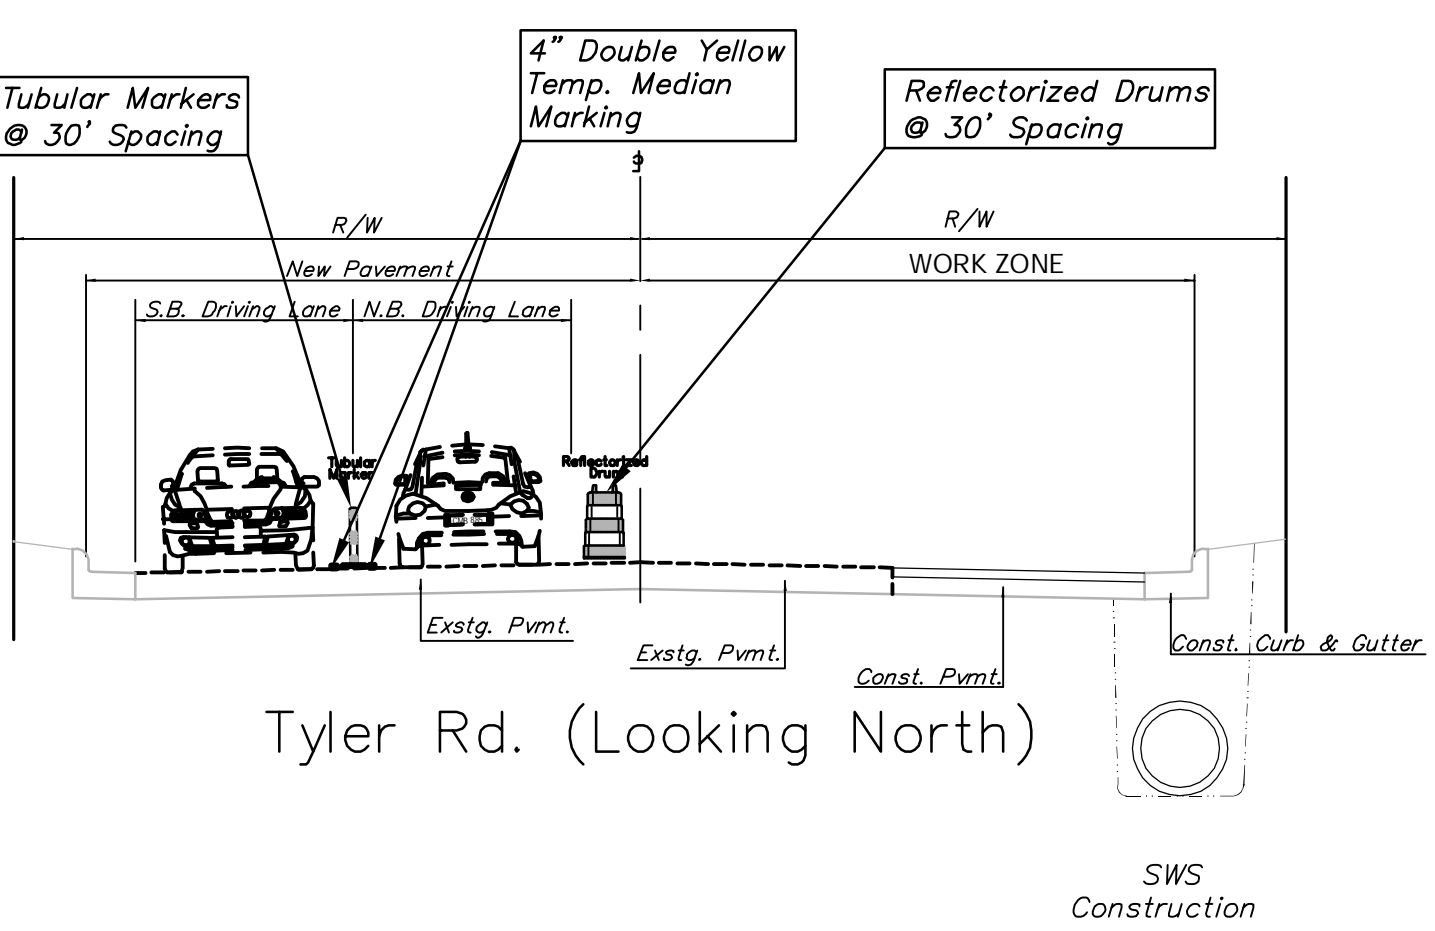 4” Double Yellow
Temp. Median
Marking
Tubular Markers
@ 30’ Spacing
Reflectorized Drums
@ 30’ Spacing
R/W
R/W
New Pavement
WORK ZONE
S.B. Driving Lane
N.B. Driving Lane
Tubular
Marker
Reflectorized
Drum
Exstg. Pvmt.
Exstg. Pvmt.
Const. Pvmt.
Const. Curb & Gutter
Tyler Rd. (Looking North)
SWS
Construction